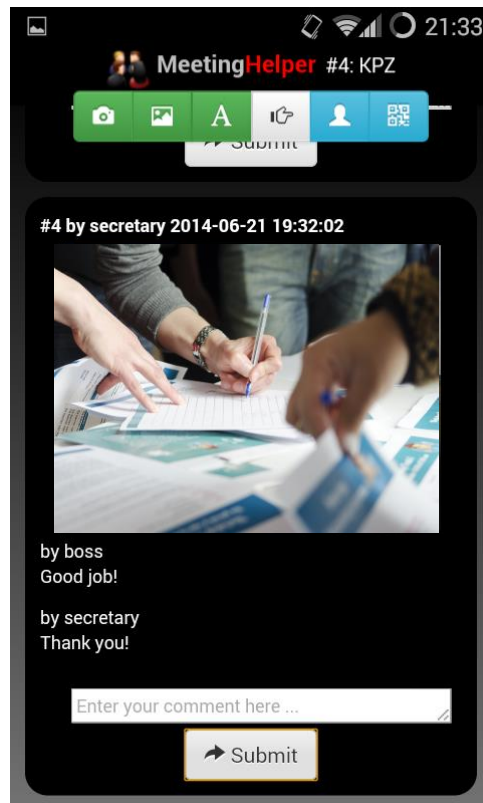 21:33
MeetingHelper #4: KPZ
A
Submit
#4 by secretary 2014-06-21 19:32:02
by boss
Good job!
by secretary
Thank you!
Enter your comment here ...
Submit